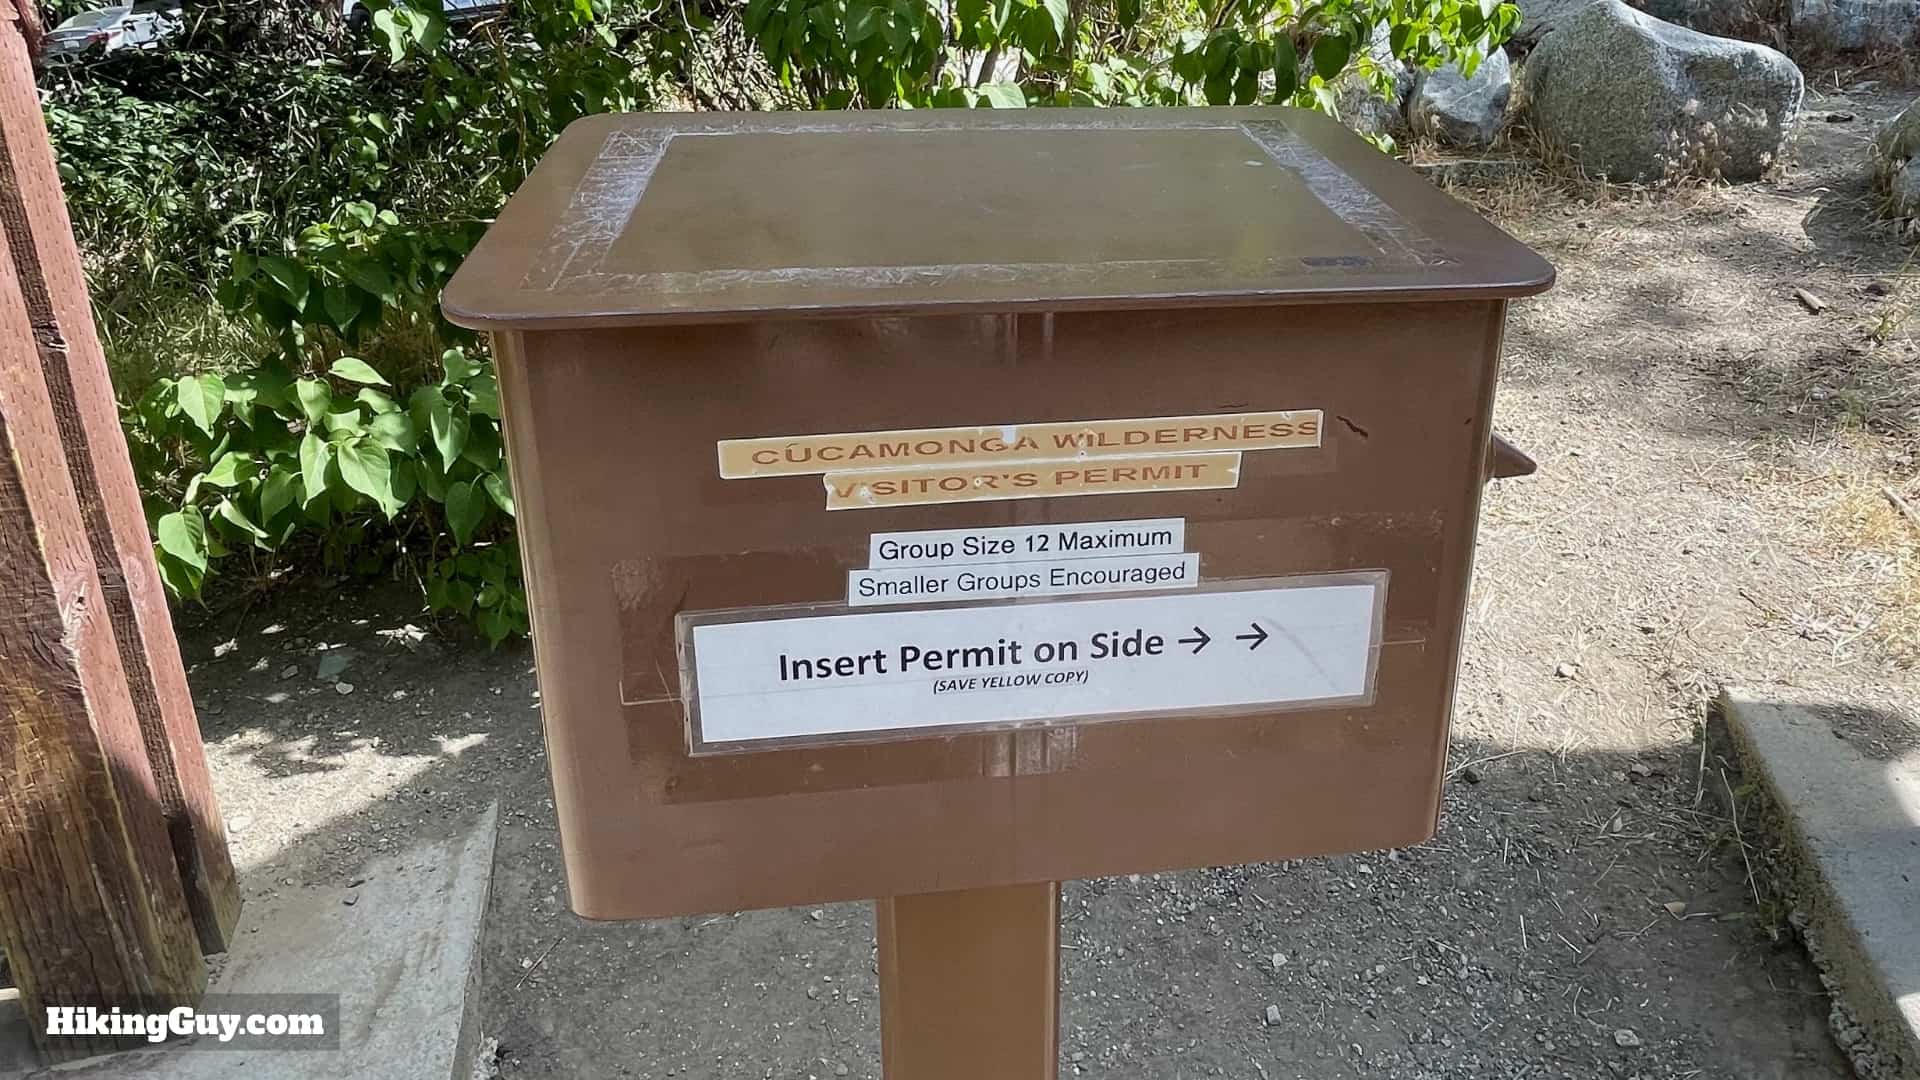 CUCAMONGA WILDERNESS
VISITOR'S PERMIT
Group Size 12 Maximum
Smaller Groups Encouraged
Insert Permit on Side → →
(SAVE YELLOW COPY)
HikingGuy.com